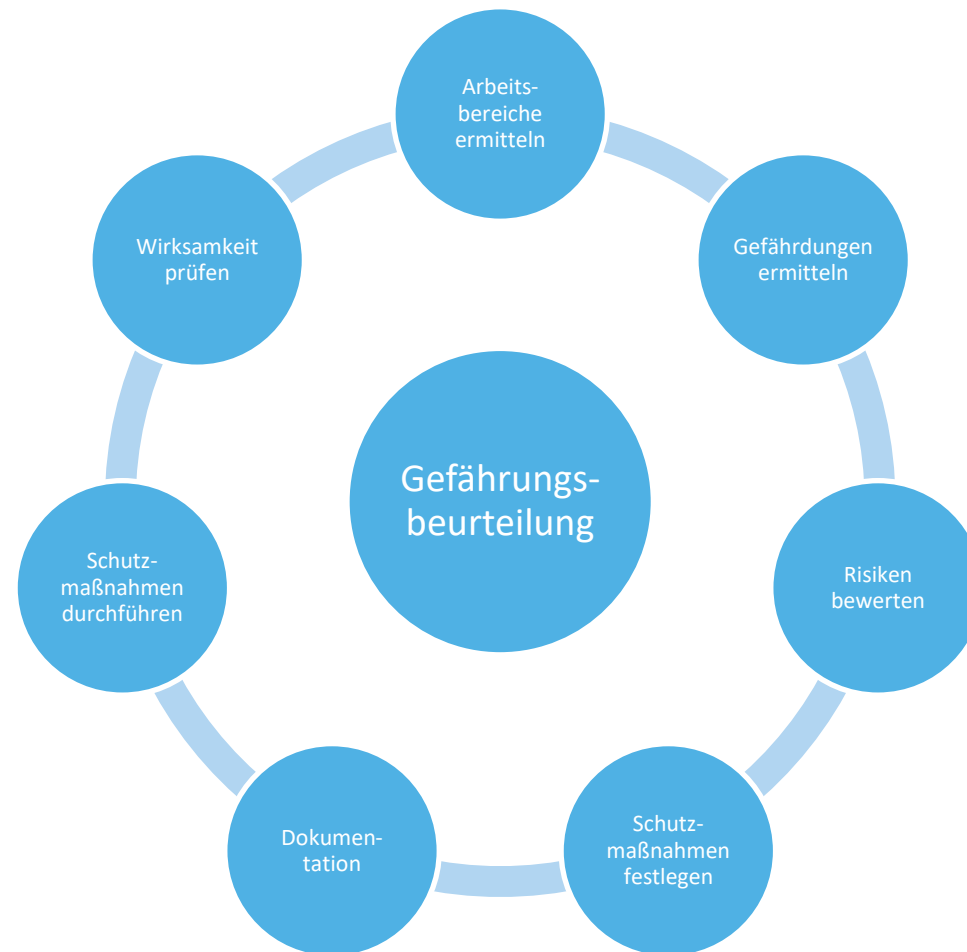 Arbeits-
bereiche
ermitteln
Gefährdungen
ermitteln
Risiken
bewerten
Schutz-
maßnahmen
festlegen
Dokumen-
tation
Schutz-
maßnahmen
durchführen
Wirksamkeit
prüfen
Gefährungs-
beurteilung